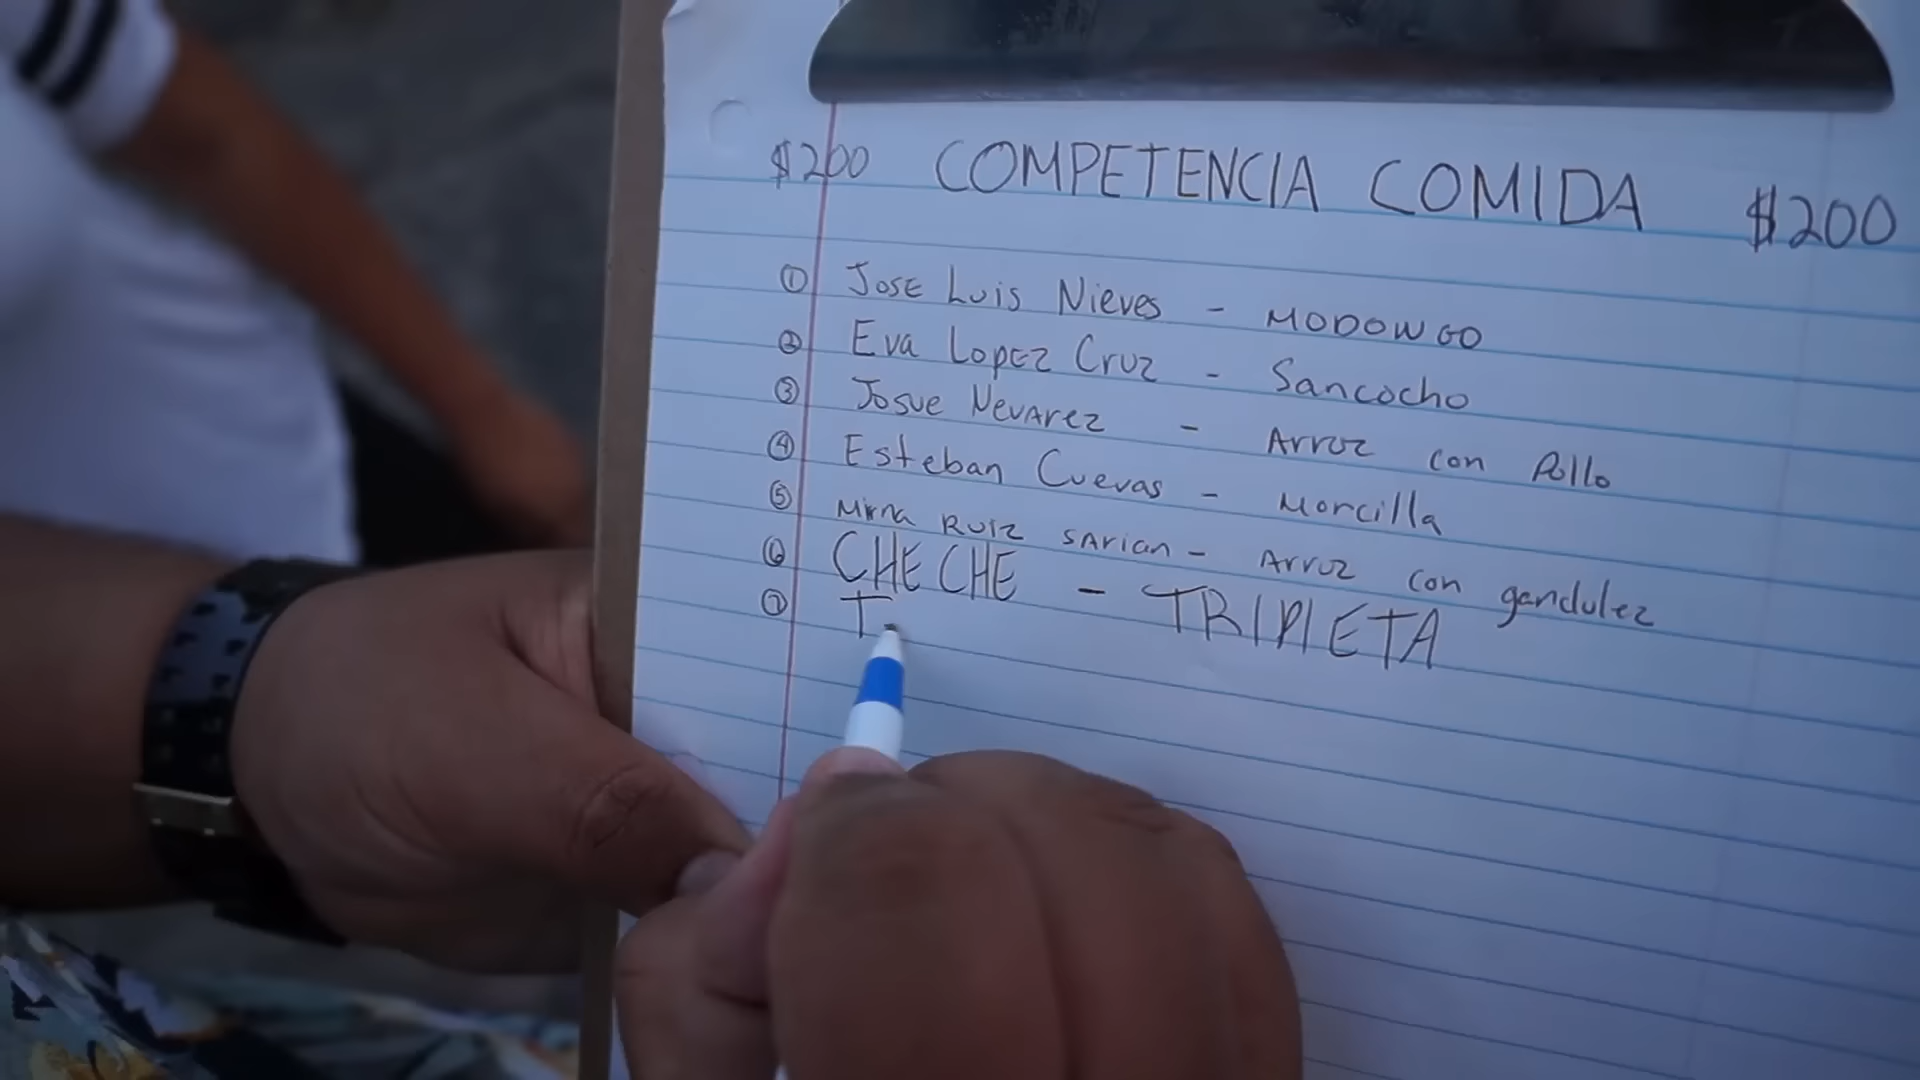 $200 COMPETENCIA COMIDA $200
① JOSE LUIS Nieves - MODOWGO
② Eva LOPEZ Cruz - Sancocho
③ Josue Nevarez - Arroz con Pollo
④ Esteban Cuevas - Morcilla
⑤ Mirna RUIZ SArian - Arroz con gandulez
⑥ CHECHE - TRIPLETA
⑦ T